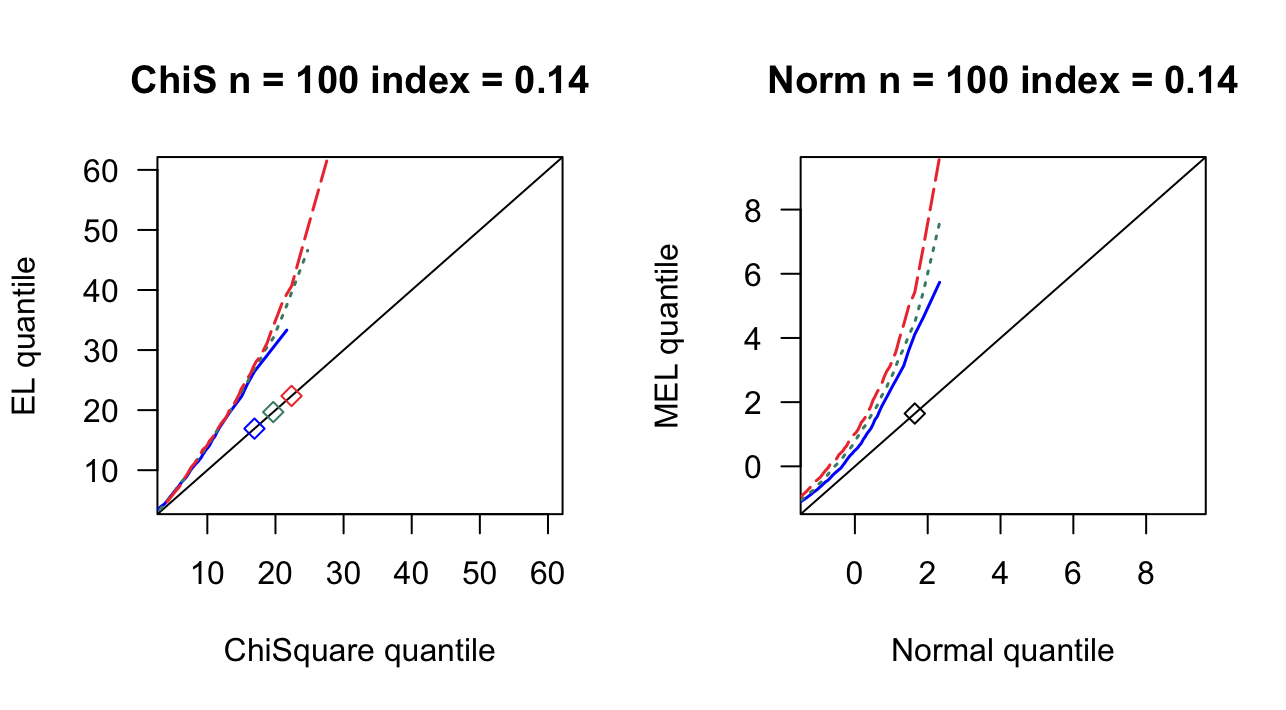 ChiS n = 100 index = 0.14
60
50
40
30
20
10
EL quantile
10 20 30 40 50 60
ChiSquare quantile
Norm n = 100 index = 0.14
8
6
4
2
0
MEL quantile
0 2 4 6 8
Normal quantile